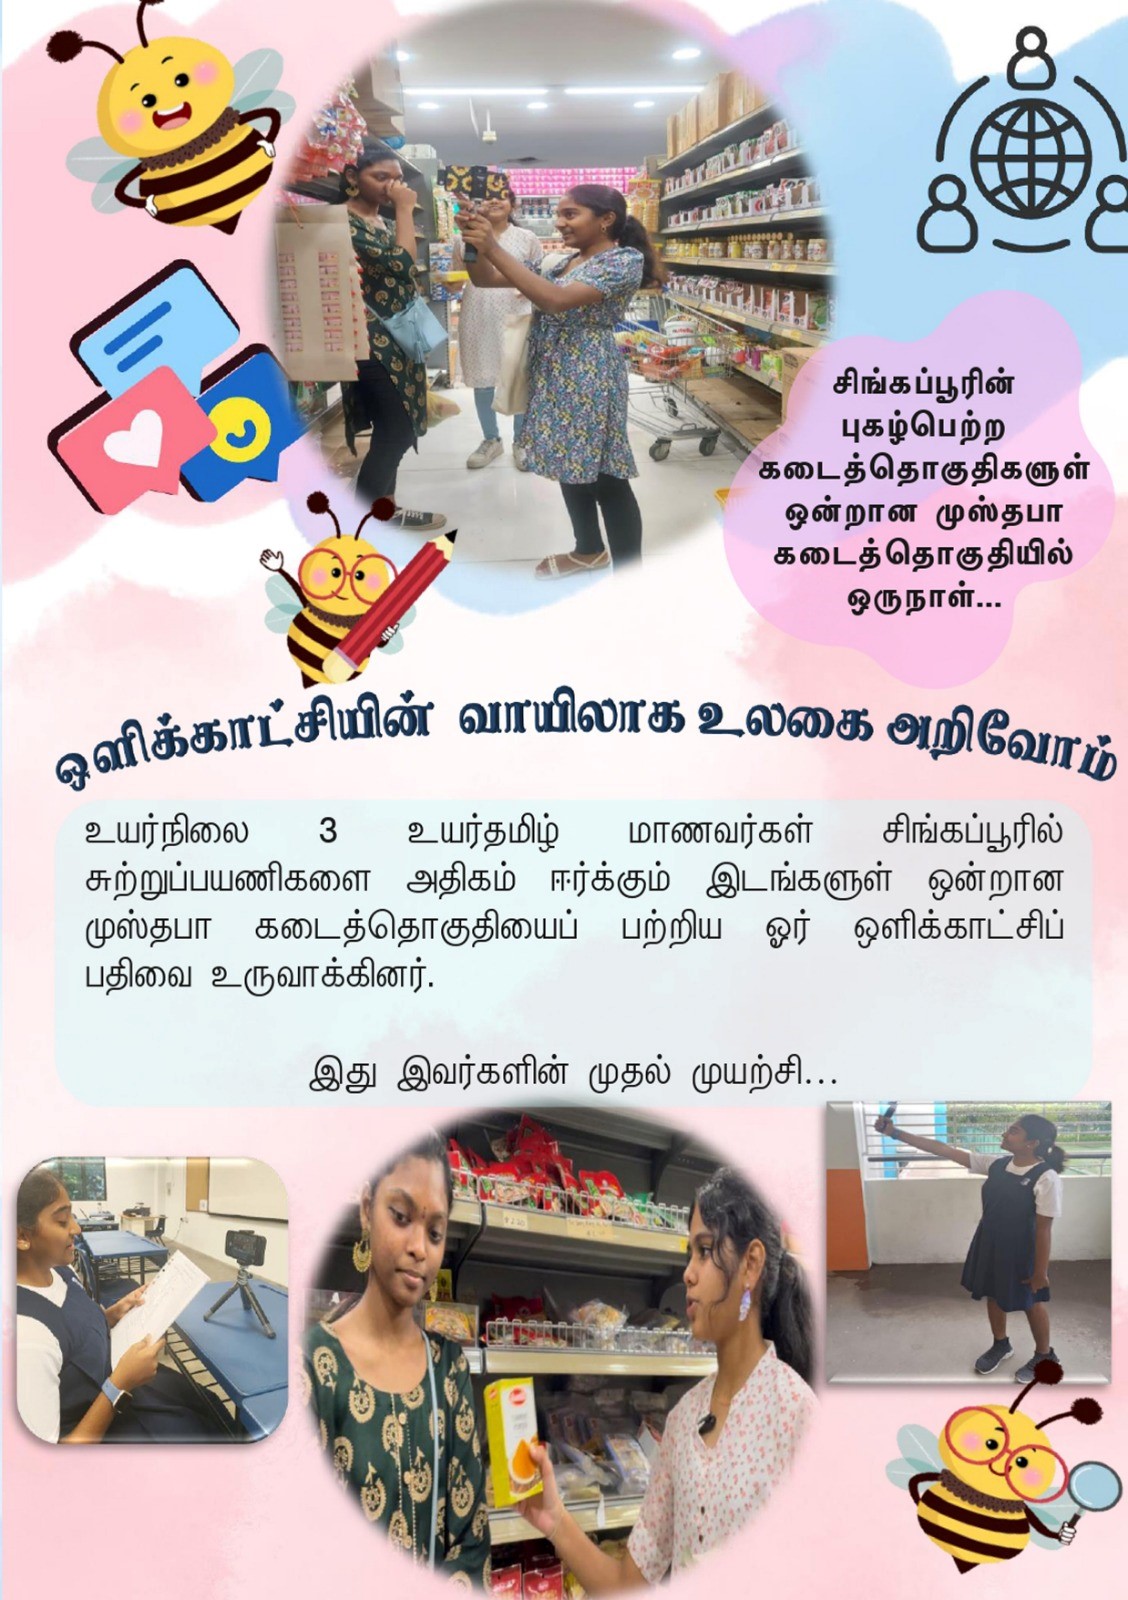 சிங்கப்பூரின்
புகழ்பெற்ற
கடைத்தொகுதிகளுள்
ஒன்றான முஸ்தபா
கடைத்தொகுதியில்
ஒருநாள்...
ஒளிக்காட்சியின் வாயிலாக உலகை அறிவோம்
உயர்நிலை 3 உயர்தமிழ் மாணவர்கள் சிங்கப்பூரில்
சுற்றுப்பயணிகளை அதிகம் ஈர்க்கும் இடங்களுள் ஒன்றான
முஸ்தபா கடைத்தொகுதியைப் பற்றிய ஓர் ஒளிக்காட்சிப்
பதிவை உருவாக்கினர்.
இது இவர்களின் முதல் முயற்சி...